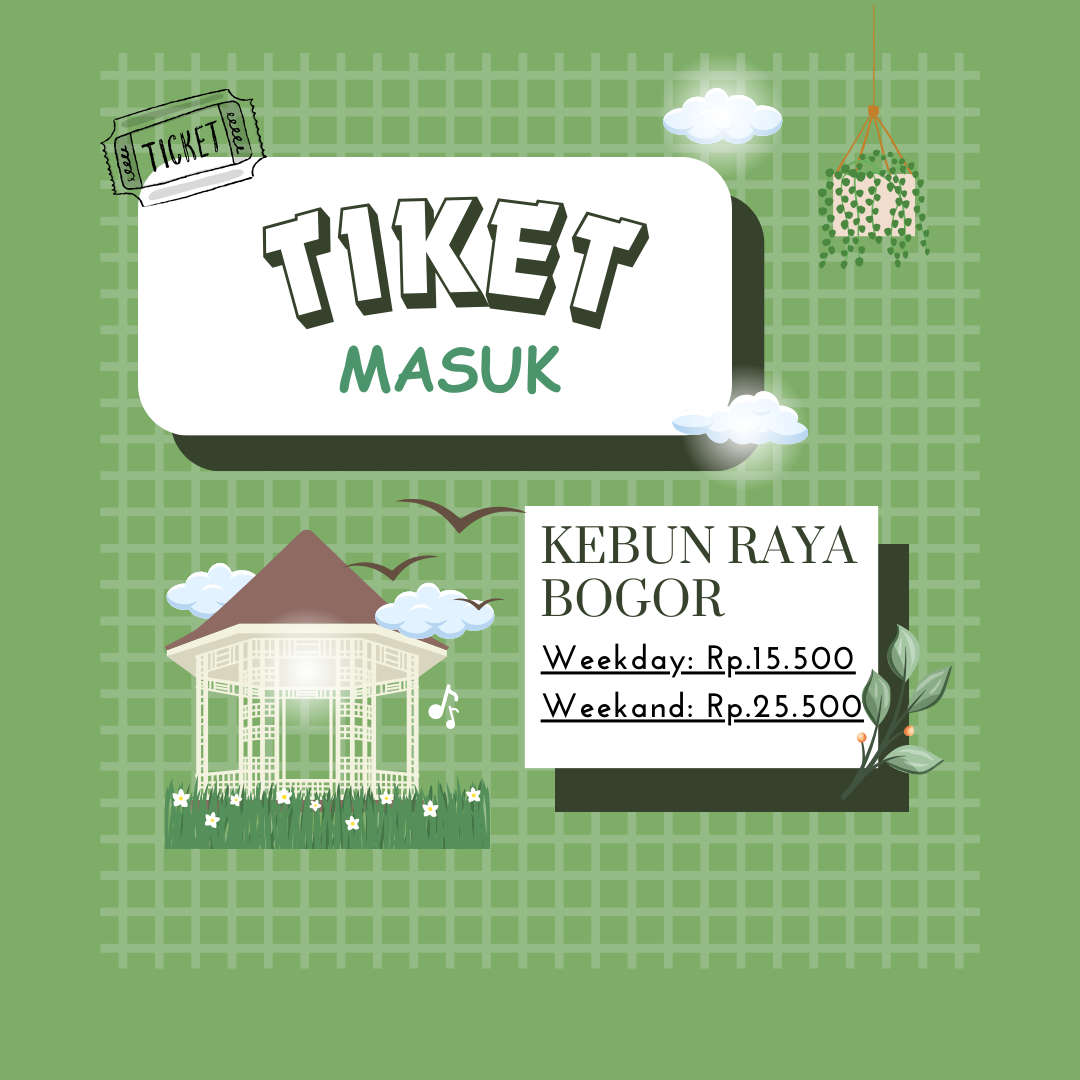 TICKET
TIKET
MASUK
KEBUN RAYA
BOGOR
Weekday: Rp.15.500
Weekand: Rp.25.500